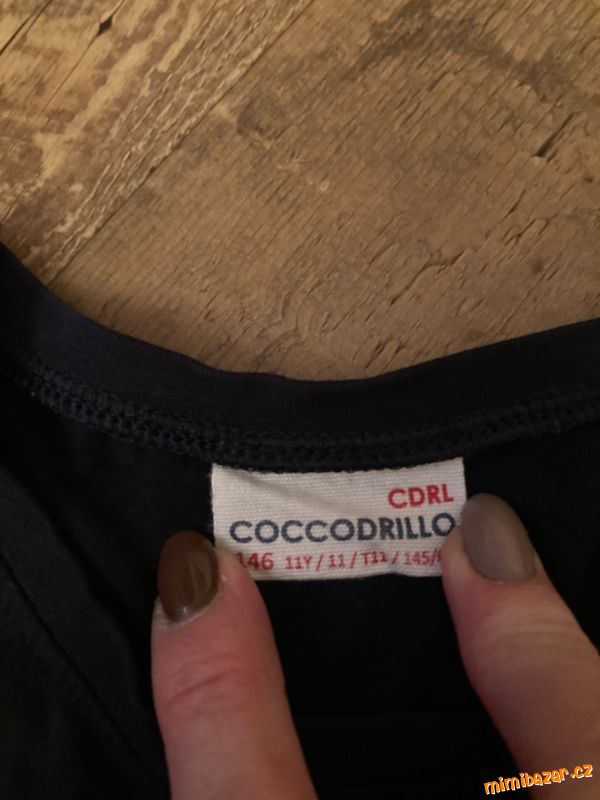 CDRL
COCCODRILLO
146 11Y / 11 / T11 / 145/
mimibazar.cz